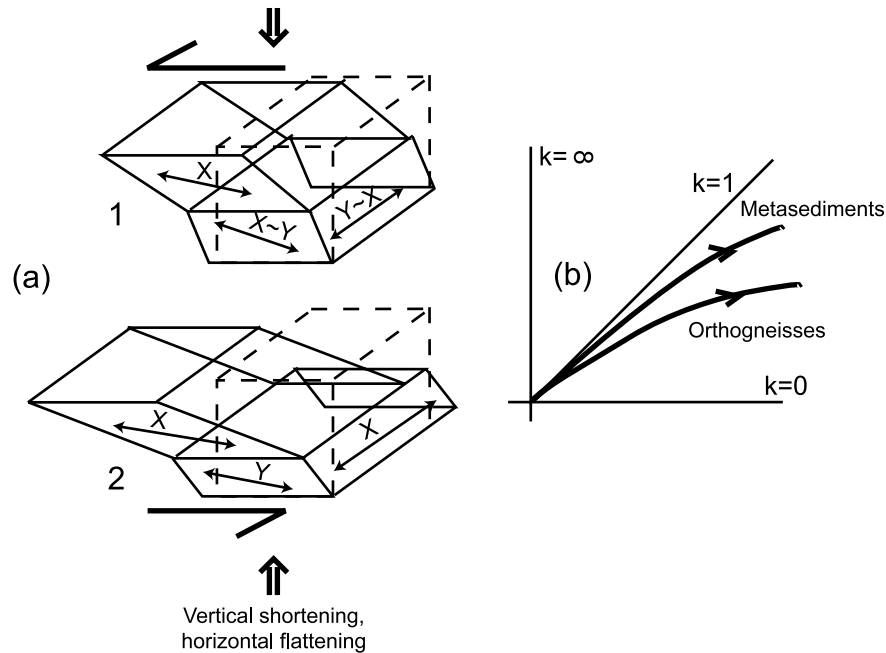 X
X~Y
Y~X
1
(a)
X
X
Y
2
Vertical shortening,
horizontal flattening
k=∞
k=1
Metasediments
(b)
Orthogneisses
k=0